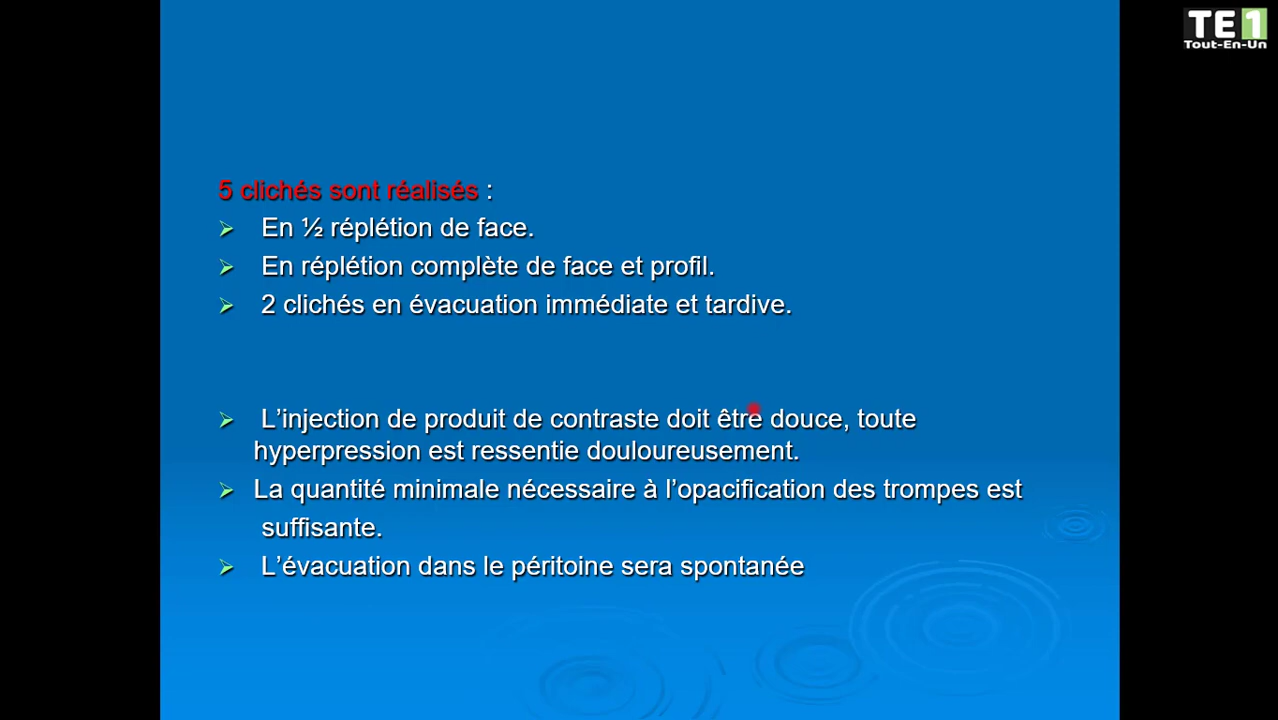 TE1
Tout-En-Un
5 clichés sont réalisés :
En ½ réplétion de face.
En réplétion complète de face et profil.
2 clichés en évacuation immédiate et tardive.
L’injection de produit de contraste doit être douce, toute
hyperpression est ressentie douloureusement.
La quantité minimale nécessaire à l’opacification des trompes est
suffisante.
L’évacuation dans le péritoine sera spontanée